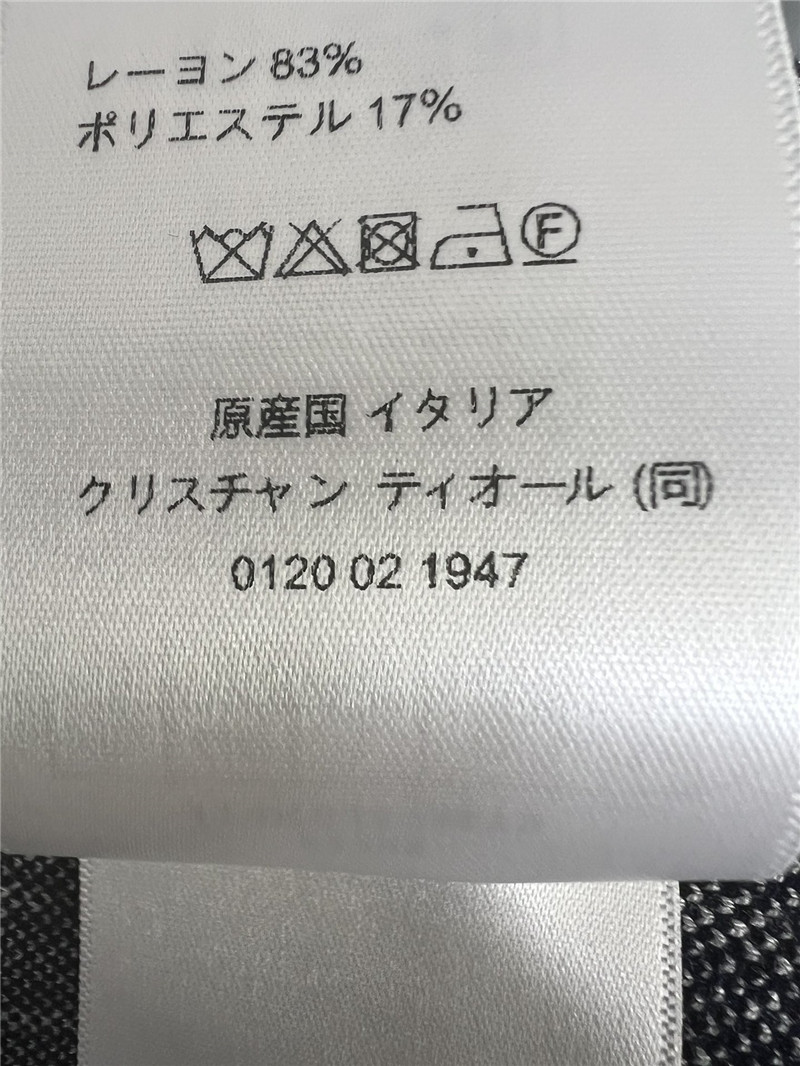 レーヨン 83%
ポリエステル 17%
F
原産国 イタリア
クリスチャン ディオール (同)
0120 02 1947